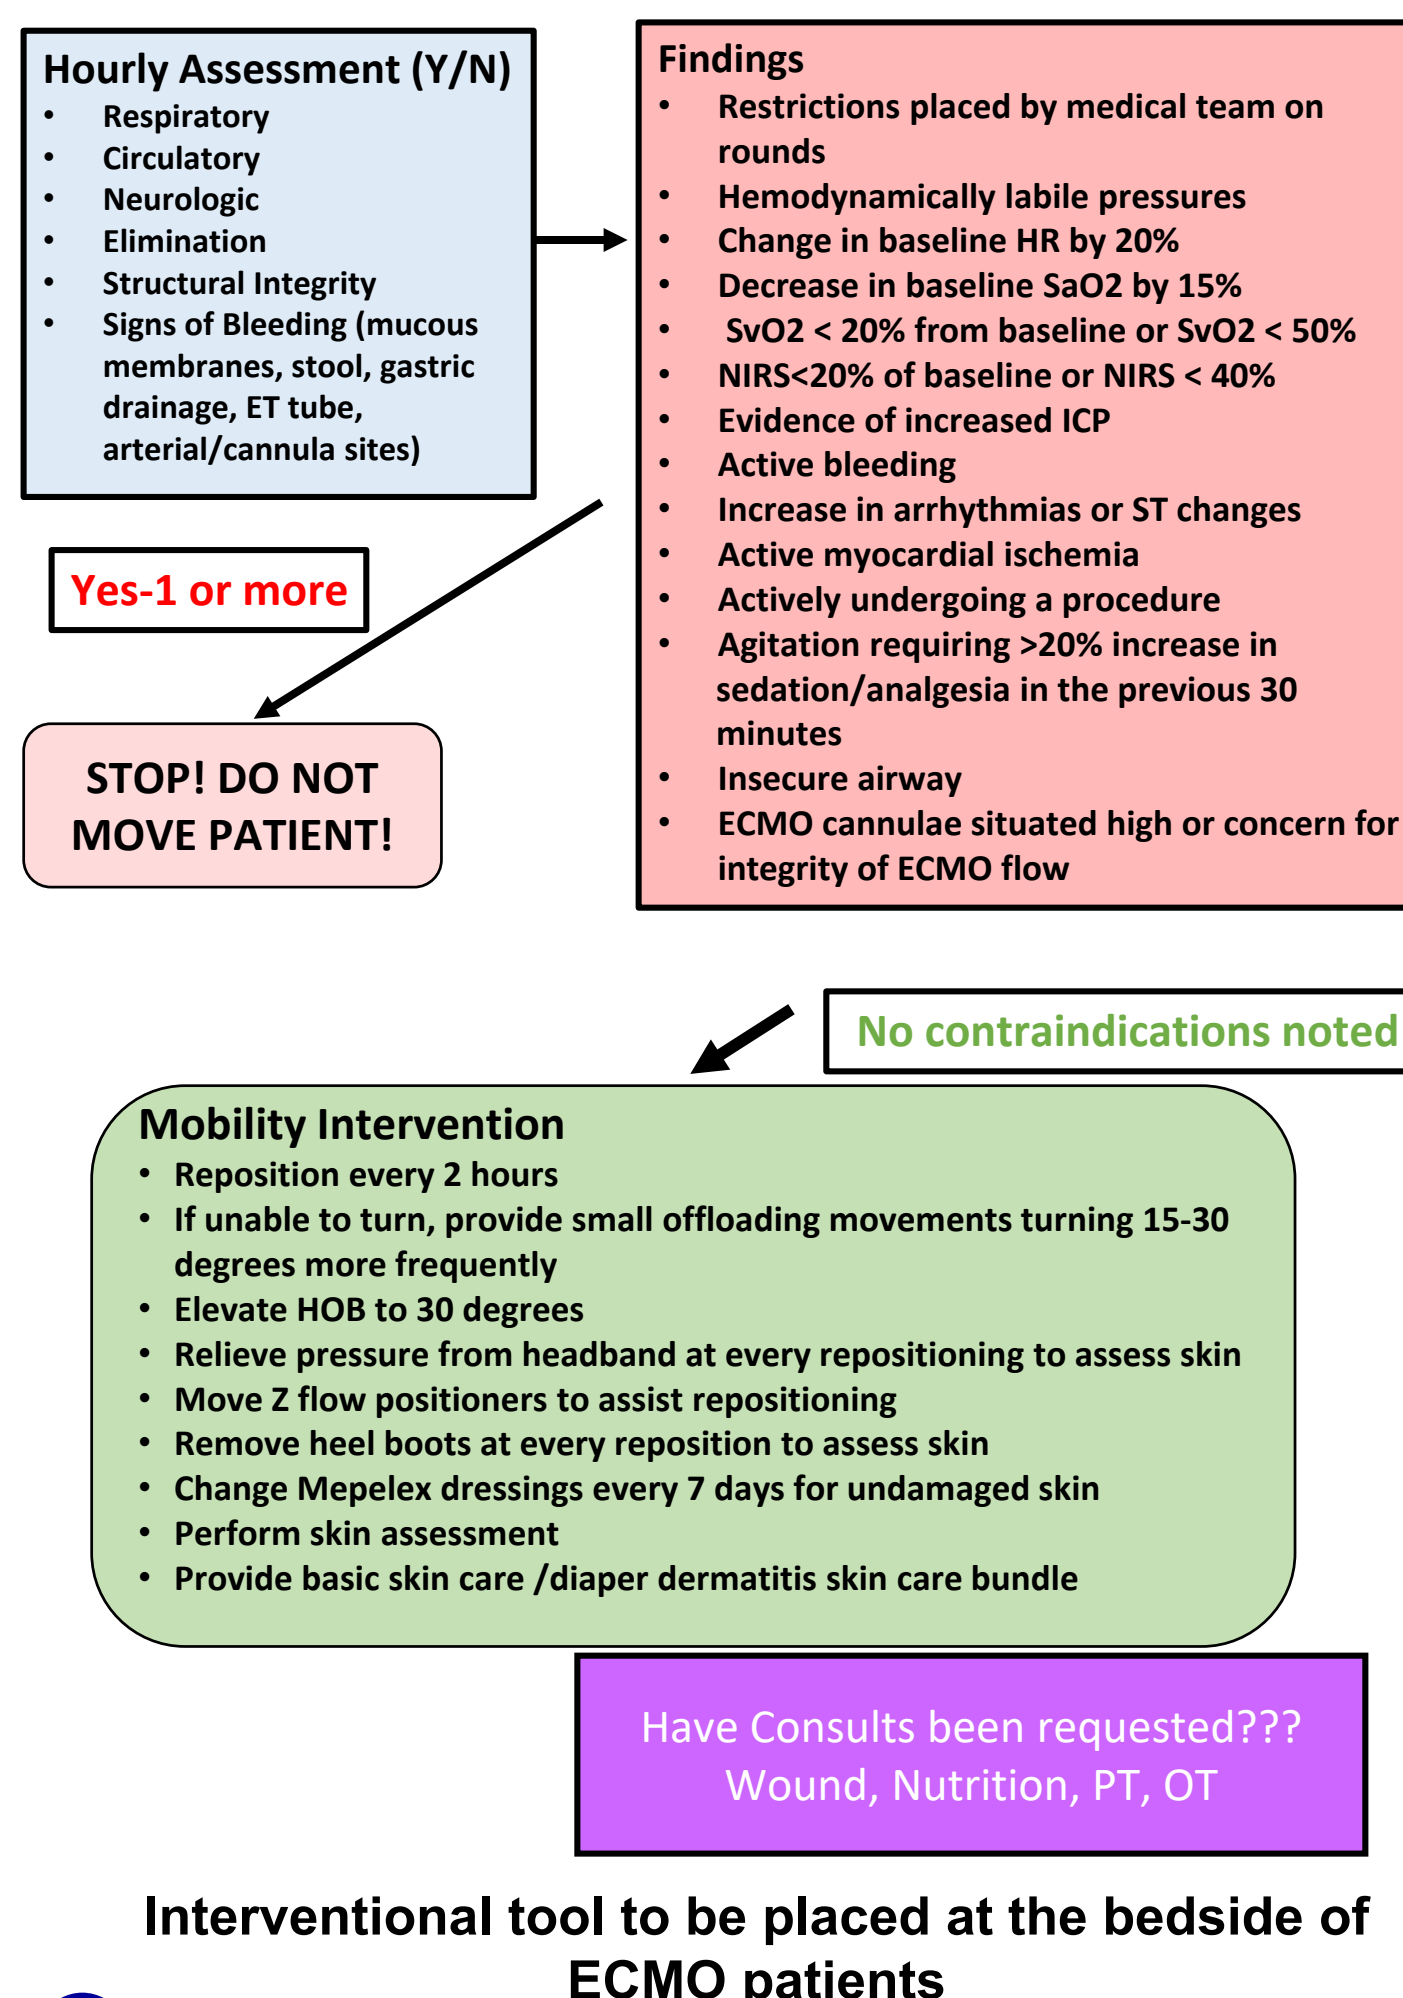 Hourly Assessment (Y/N)
• Respiratory
• Circulatory
• Neurologic
• Elimination
• Structural Integrity
• Signs of Bleeding (mucous
membranes, stool, gastric
drainage, ET tube,
arterial/cannula sites)
Findings
• Restrictions placed by medical team on
rounds
• Hemodynamically labile pressures
• Change in baseline HR by 20%
• Decrease in baseline SaO2 by 15%
• SvO2 < 20% from baseline or SvO2 < 50%
• NIRS<20% of baseline or NIRS < 40%
• Evidence of increased ICP
• Active bleeding
• Increase in arrhythmias or ST changes
• Active myocardial ischemia
• Actively undergoing a procedure
• Agitation requiring >20% increase in
sedation/analgesia in the previous 30
minutes
• Insecure airway
• ECMO cannulae situated high or concern for
integrity of ECMO flow
Yes-1 or more
STOP! DO NOT
MOVE PATIENT!
No contraindications noted
Mobility Intervention
• Reposition every 2 hours
• If unable to turn, provide small offloading movements turning 15-30
degrees more frequently
• Elevate HOB to 30 degrees
• Relieve pressure from headband at every repositioning to assess skin
• Move Z flow positioners to assist repositioning
• Remove heel boots at every reposition to assess skin
• Change Mepelex dressings every 7 days for undamaged skin
• Perform skin assessment
• Provide basic skin care /diaper dermatitis skin care bundle
Have Consults been requested???
Wound, Nutrition, PT, OT
Interventional tool to be placed at the bedside of
ECMO patients